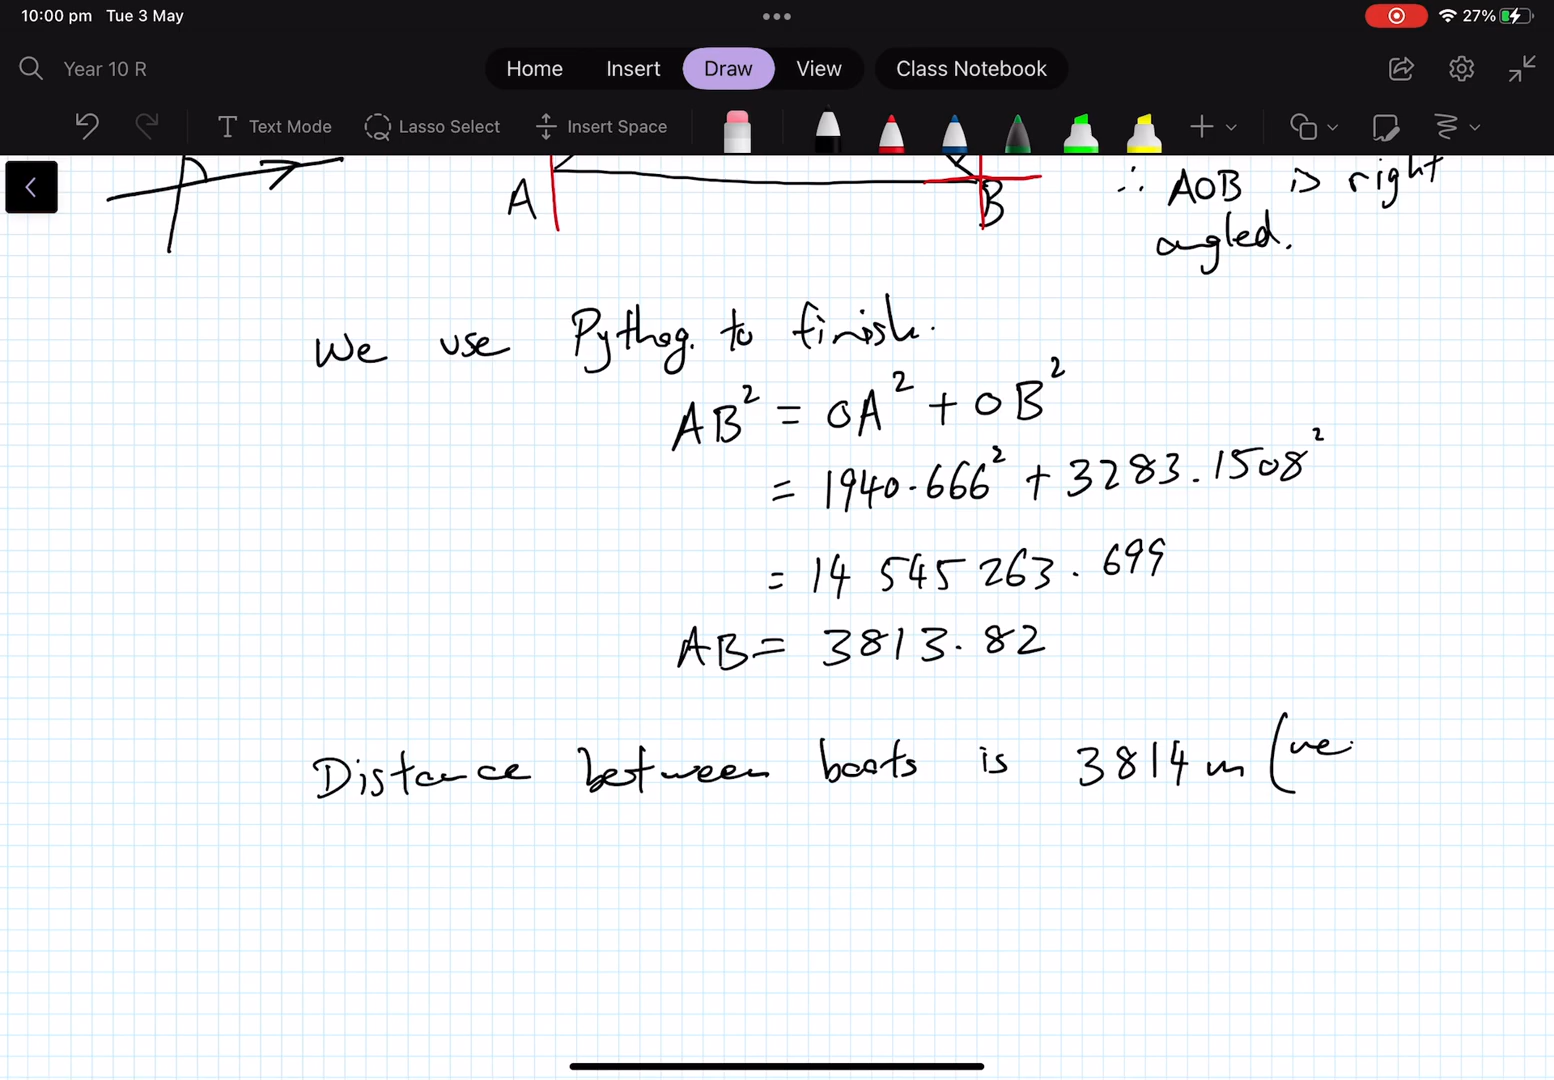 10:00 pm Tue 3 May
27%
Year 10 R
Home Insert Draw View Class Notebook
Text Mode Lasso Select Insert Space
A
B
∴ AOB is right
angled.
We use Pythag. to finish.
AB² = OA² + OB²
= 1940.666² + 3283.1508²
= 14 545 263.699
AB = 3813.82
Distance between boats is 3814 m (ne